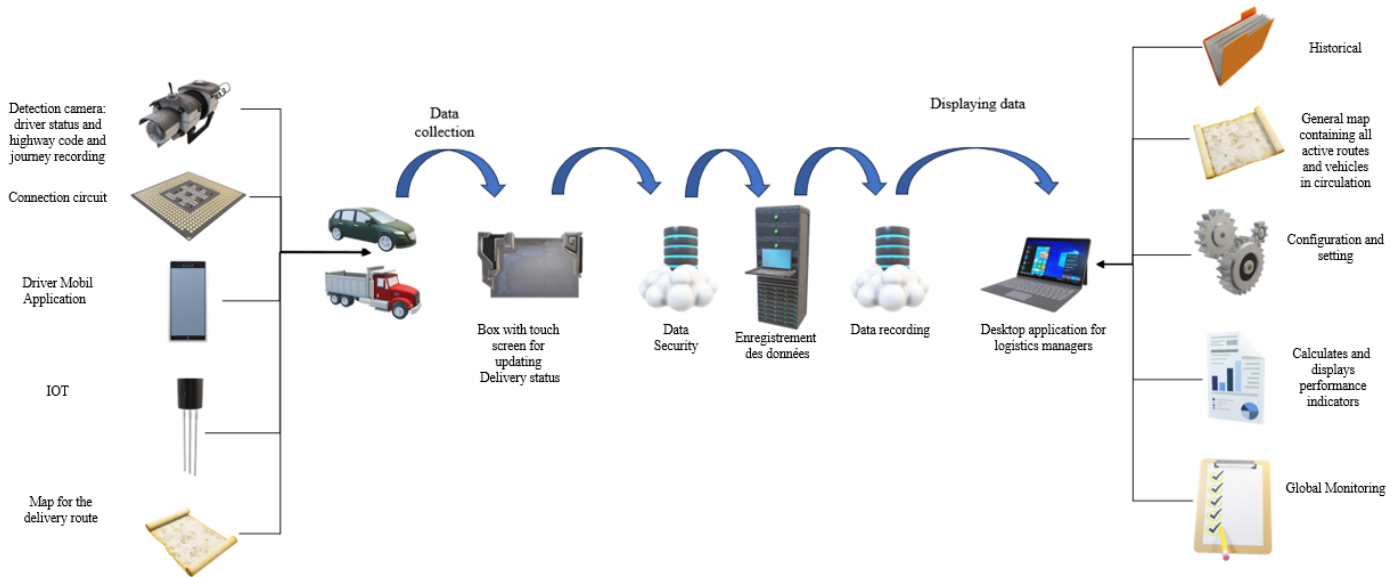 Detection camera:
driver status and
highway code and
journey recording
Connection circuit
Driver Mobil
Application
IOT
Map for the
delivery route
Data
collection
Box with touch
screen for
updating
Delivery status
Data
Security
Enregistrement
des données
Data recording
Displaying data
Desktop application for
logistics managers
Historical
General map
containing all
active routes
and vehicles
in circulation
Configuration and
setting
Calculates and
displays
performance
indicators
Global Monitoring